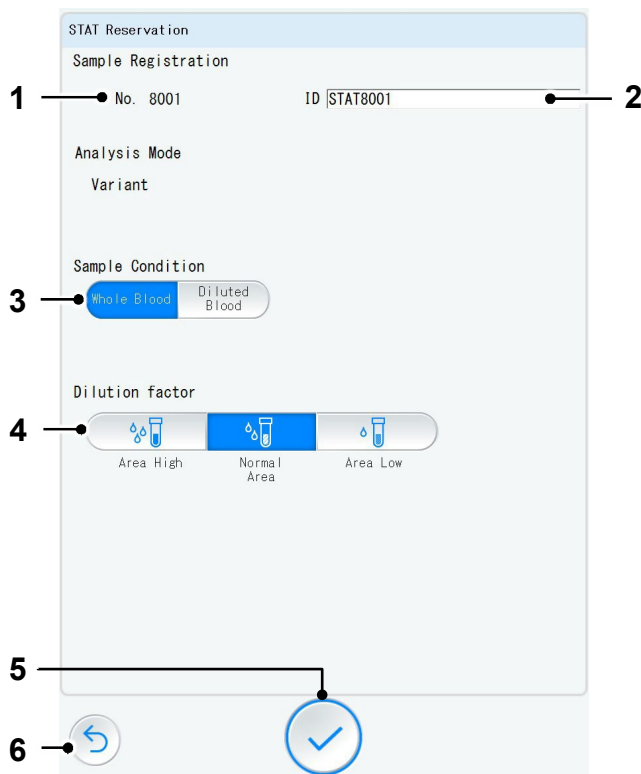 STAT Reservation
Sample Registration
1 No. 8001 ID STAT8001 2
Analysis Mode
Variant
Sample Condition
3 Whole Blood Diluted
Blood
Dilution factor
4
Area High Normal Area Low
Area
5
6